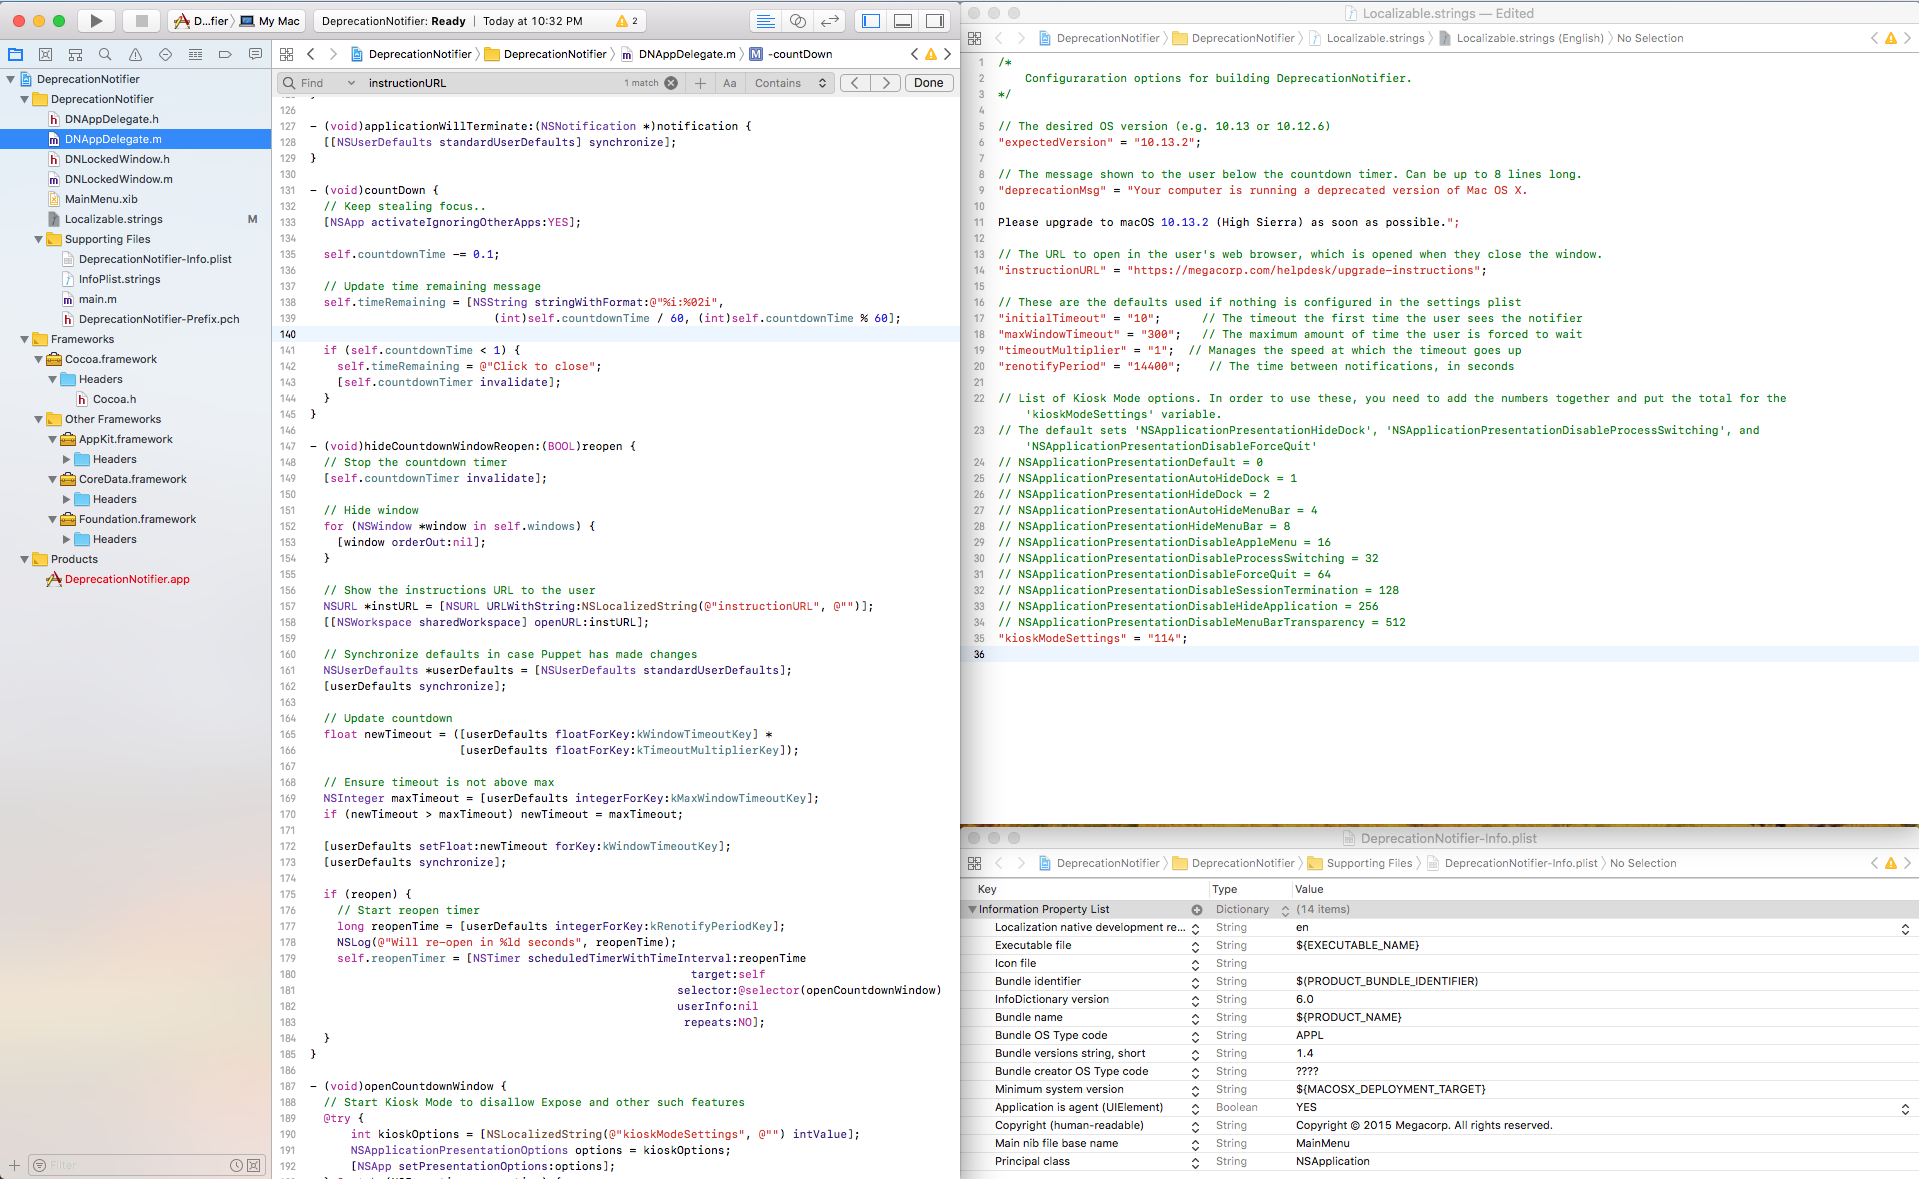 D...fier My Mac
DeprecationNotifier: Ready | Today at 10:32 PM 2
DeprecationNotifier DeprecationNotifier DNAppDelegate.m -countDown
Find instructionURL 1 match Aa Contains Done
DeprecationNotifier
DeprecationNotifier
DNAppDelegate.h
DNAppDelegate.m
DNLockedWindow.h
DNLockedWindow.m
MainMenu.xib
Localizable.strings M
Supporting Files
DeprecationNotifier-Info.plist
InfoPlist.strings
main.m
DeprecationNotifier-Prefix.pch
Frameworks
Cocoa.framework
Headers
Cocoa.h
Other Frameworks
AppKit.framework
Headers
CoreData.framework
Headers
Foundation.framework
Headers
Products
DeprecationNotifier.app
Filter
126
127 - (void)applicationWillTerminate:(NSNotification *)notification {
128 [[NSUserDefaults standardUserDefaults] synchronize];
129 }
130
131 - (void)countDown {
132 // Keep stealing focus..
133 [NSApp activateIgnoringOtherApps:YES];
134
135 self.countdownTime -= 0.1;
136
137 // Update time remaining message
138 self.timeRemaining = [NSString stringWithFormat:@"%i:%02i",
139 (int)self.countdownTime / 60, (int)self.countdownTime % 60];
140
141 if (self.countdownTime < 1) {
142 self.timeRemaining = @"Click to close";
143 [self.countdownTimer invalidate];
144 }
145 }
146
147 - (void)hideCountdownWindowReopen:(BOOL)reopen {
148 // Stop the countdown timer
149 [self.countdownTimer invalidate];
150
151 // Hide window
152 for (NSWindow *window in self.windows) {
153 [window orderOut:nil];
154 }
155
156 // Show the instructions URL to the user
157 NSURL *instURL = [NSURL URLWithString:NSLocalizedString(@"instructionURL", @"")];
158 [[NSWorkspace sharedWorkspace] openURL:instURL];
159
160 // Synchronize defaults in case Puppet has made changes
161 NSUserDefaults *userDefaults = [NSUserDefaults standardUserDefaults];
162 [userDefaults synchronize];
163
164 // Update countdown
165 float newTimeout = ([userDefaults floatForKey:kWindowTimeoutKey] *
166 [userDefaults floatForKey:kTimeoutMultiplierKey]);
167
168 // Ensure timeout is not above max
169 NSInteger maxTimeout = [userDefaults integerForKey:kMaxWindowTimeoutKey];
170 if (newTimeout > maxTimeout) newTimeout = maxTimeout;
171
172 [userDefaults setFloat:newTimeout forKey:kWindowTimeoutKey];
173 [userDefaults synchronize];
174
175 if (reopen) {
176 // Start reopen timer
177 long reopenTime = [userDefaults integerForKey:kRenotifyPeriodKey];
178 NSLog(@"Will re-open in %ld seconds", reopenTime);
179 self.reopenTimer = [NSTimer scheduledTimerWithTimeInterval:reopenTime
180 target:self
181 selector:@selector(openCountdownWindow)
182 userInfo:nil
183 repeats:NO];
184 }
185 }
186
187 - (void)openCountdownWindow {
188 // Start Kiosk Mode to disallow Expose and other such features
189 @try {
190 int kioskOptions = [NSLocalizedString(@"kioskModeSettings", @"") intValue];
191 NSApplicationPresentationOptions options = kioskOptions;
192 [NSApp setPresentationOptions:options];
Localizable.strings — Edited
DeprecationNotifier DeprecationNotifier Localizable.strings Localizable.strings (English) No Selection
1 /*
2 Configuraration options for building DeprecationNotifier.
3 */
4
5 // The desired OS version (e.g. 10.13 or 10.12.6)
6 "expectedVersion" = "10.13.2";
7
8 // The message shown to the user below the countdown timer. Can be up to 8 lines long.
9 "deprecationMsg" = "Your computer is running a deprecated version of Mac OS X.
10
11 Please upgrade to macOS 10.13.2 (High Sierra) as soon as possible.";
12
13 // The URL to open in the user's web browser, which is opened when they close the window.
14 "instructionURL" = "https://megacorp.com/helpdesk/upgrade-instructions";
15
16 // These are the defaults used if nothing is configured in the settings plist
17 "initialTimeout" = "10"; // The timeout the first time the user sees the notifier
18 "maxWindowTimeout" = "300"; // The maximum amount of time the user is forced to wait
19 "timeoutMultiplier" = "1"; // Manages the speed at which the timeout goes up
20 "renotifyPeriod" = "14400"; // The time between notifications, in seconds
21
22 // List of Kiosk Mode options. In order to use these, you need to add the numbers together and put the total for the
'kioskModeSettings' variable.
23 // The default sets 'NSApplicationPresentationHideDock', 'NSApplicationPresentationDisableProcessSwitching', and
'NSApplicationPresentationDisableForceQuit'
24 // NSApplicationPresentationDefault = 0
25 // NSApplicationPresentationAutoHideDock = 1
26 // NSApplicationPresentationHideDock = 2
27 // NSApplicationPresentationAutoHideMenuBar = 4
28 // NSApplicationPresentationHideMenuBar = 8
29 // NSApplicationPresentationDisableAppleMenu = 16
30 // NSApplicationPresentationDisableProcessSwitching = 32
31 // NSApplicationPresentationDisableForceQuit = 64
32 // NSApplicationPresentationDisableSessionTermination = 128
33 // NSApplicationPresentationDisableHideApplication = 256
34 // NSApplicationPresentationDisableMenuBarTransparency = 512
35 "kioskModeSettings" = "114";
36
DeprecationNotifier-Info.plist
DeprecationNotifier DeprecationNotifier Supporting Files DeprecationNotifier-Info.plist No Selection
Key Type Value
Information Property List Dictionary (14 items)
Localization native development re... String en
Executable file String ${EXECUTABLE_NAME}
Icon file String
Bundle identifier String $(PRODUCT_BUNDLE_IDENTIFIER)
InfoDictionary version String 6.0
Bundle name String ${PRODUCT_NAME}
Bundle OS Type code String APPL
Bundle versions string, short String 1.4
Bundle creator OS Type code String ????
Minimum system version String ${MACOSX_DEPLOYMENT_TARGET}
Application is agent (UIElement) Boolean YES
Copyright (human-readable) String Copyright © 2015 Megacorp. All rights reserved.
Main nib file base name String MainMenu
Principal class String NSApplication